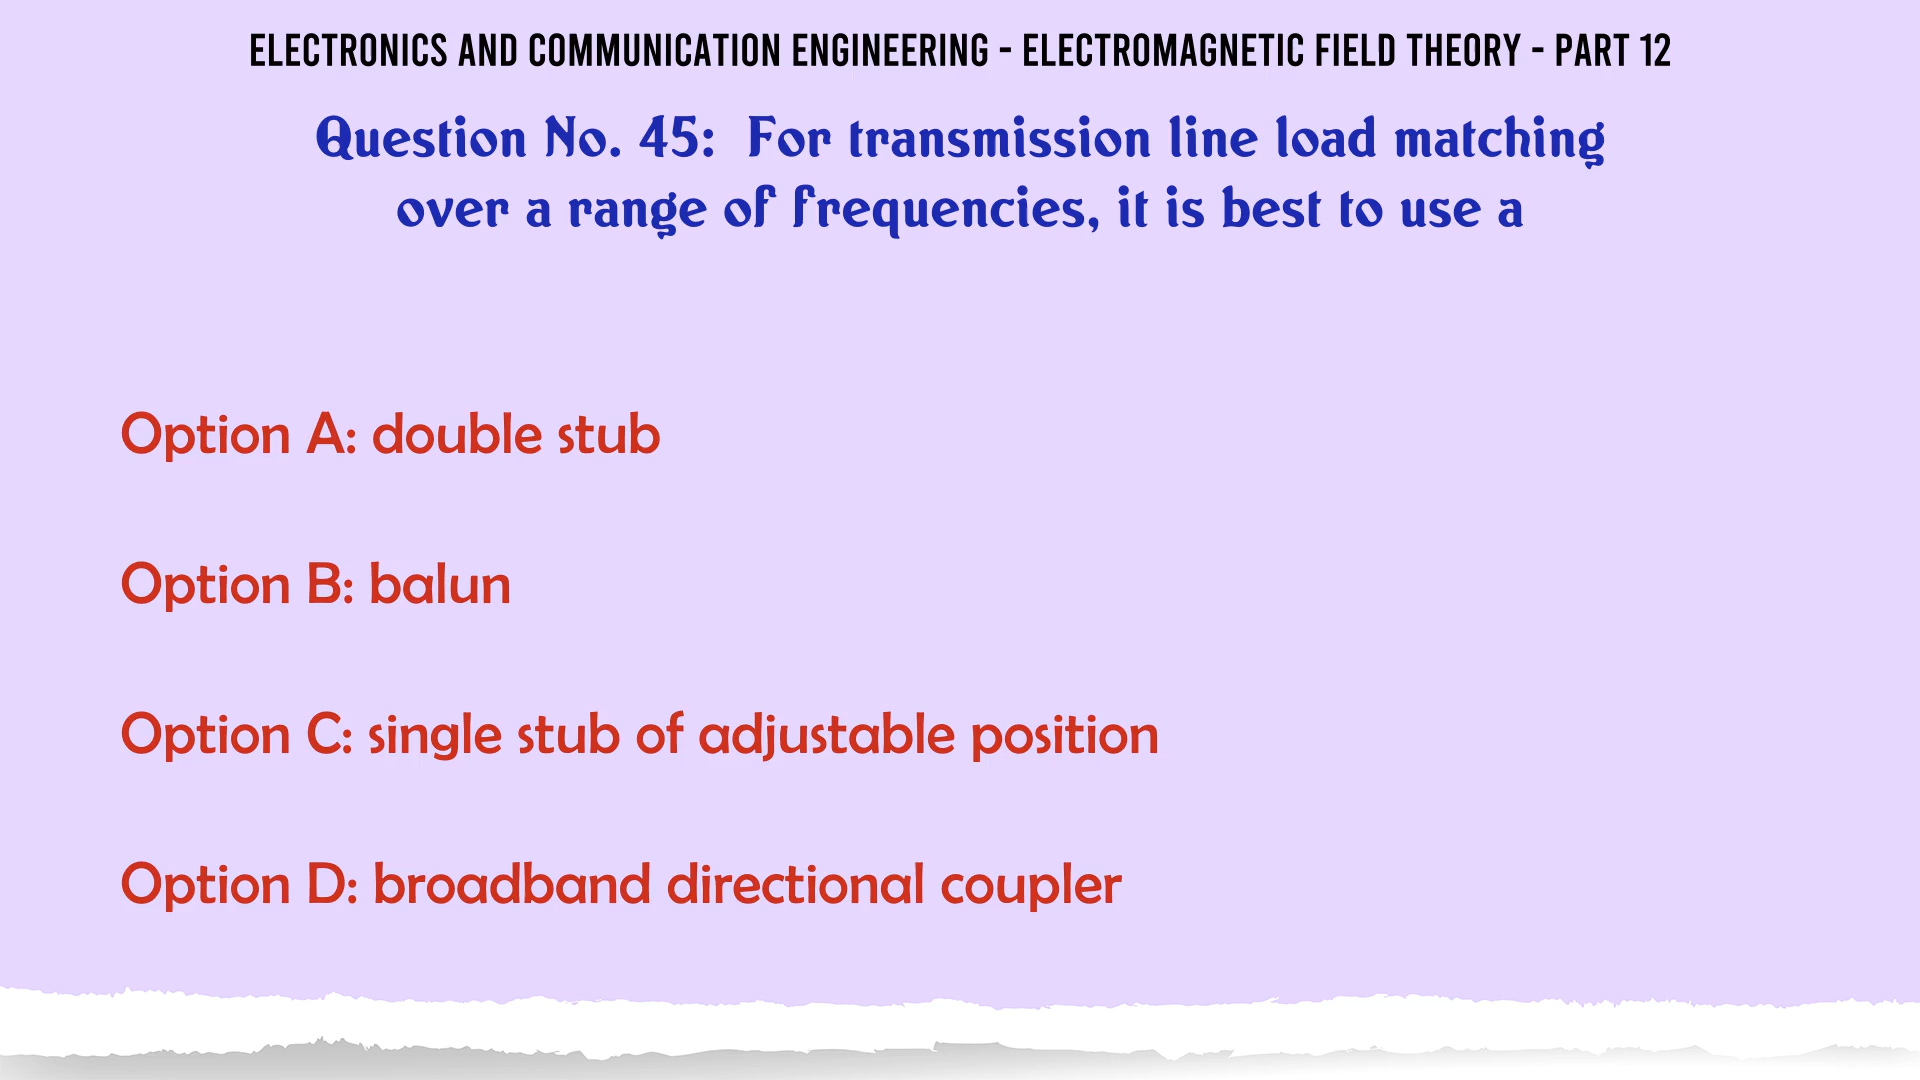 ELECTRONICS AND COMMUNICATION ENGINEERING - ELECTROMAGNETIC FIELD THEORY - PART 12
Question No. 45: For transmission line load matching
over a range of frequencies, it is best to use a
Option A: double stub
Option B: balun
Option C: single stub of adjustable position
Option D: broadband directional coupler